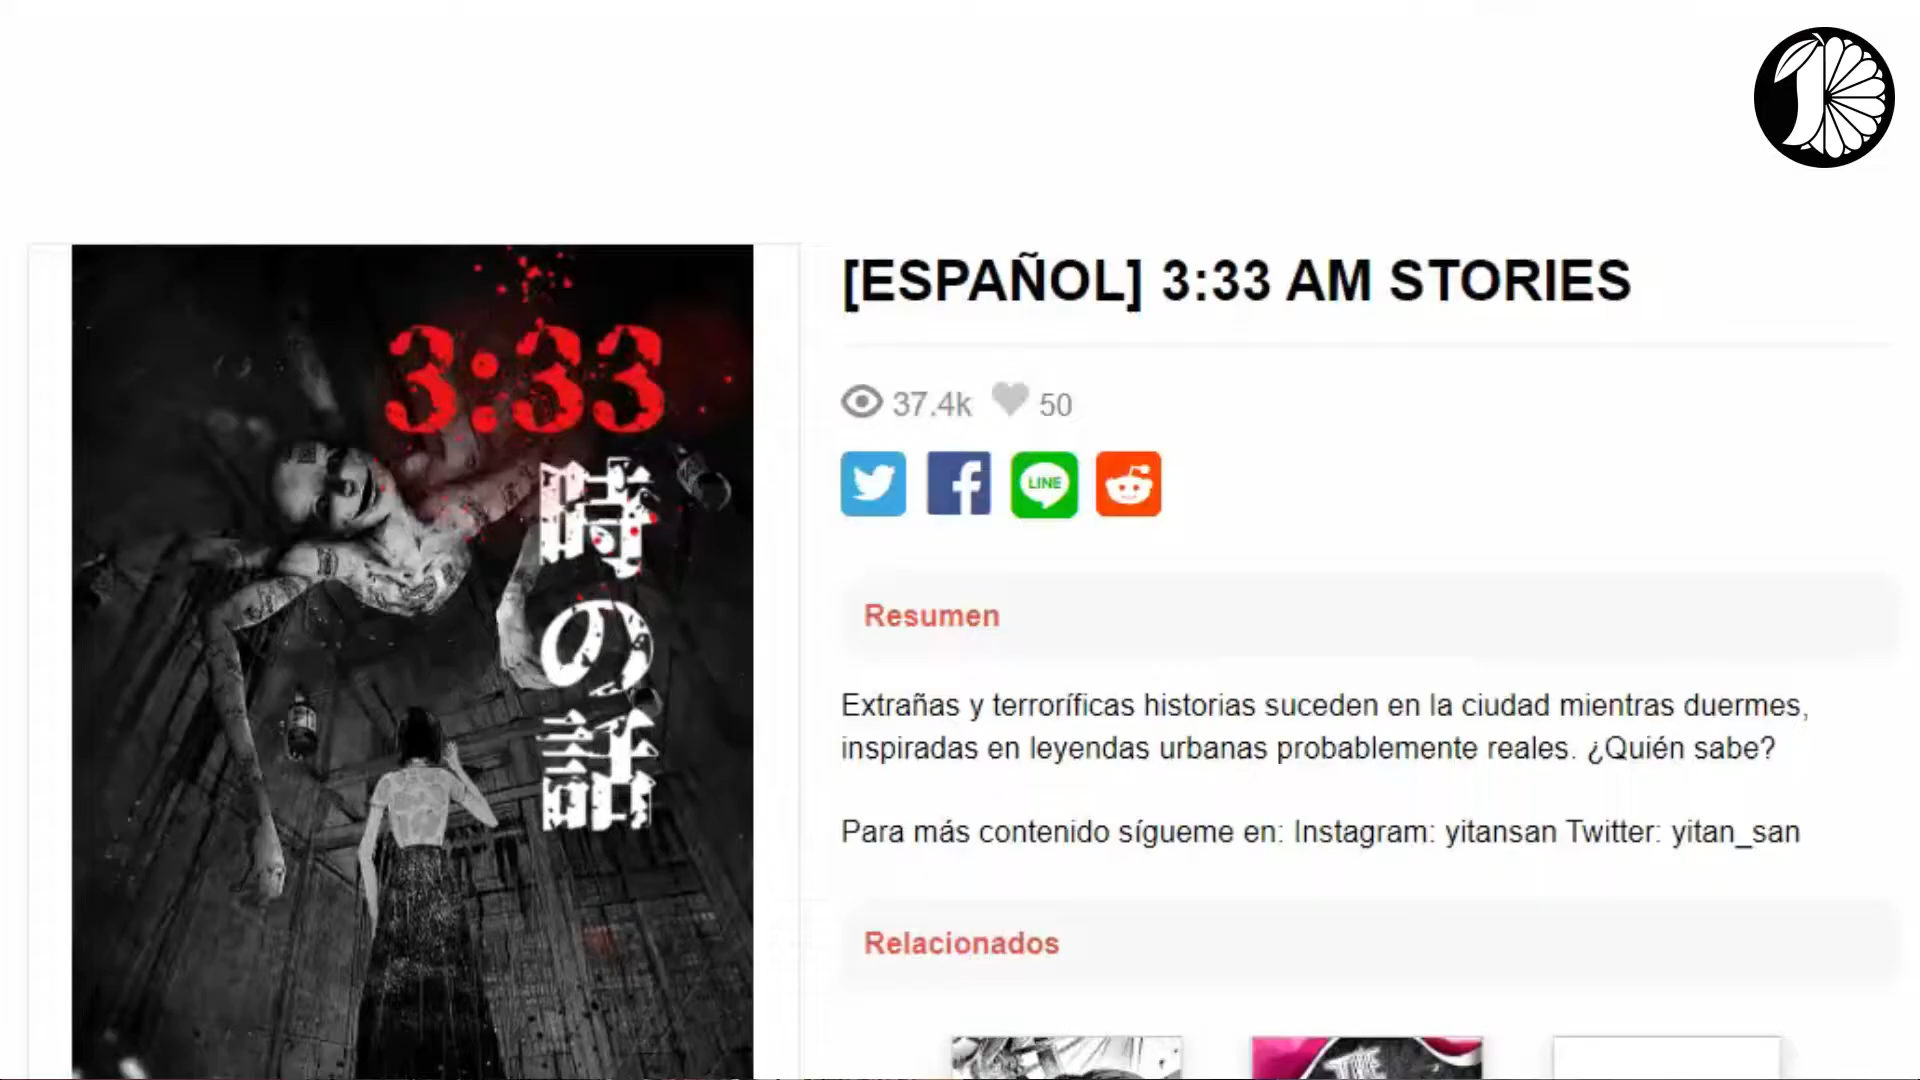 [ESPAÑOL] 3:33 AM STORIES
37.4k 50
LINE
3:33
時の話
Resumen
Extrañas y terroríficas historias suceden en la ciudad mientras duermes,
inspiradas en leyendas urbanas probablemente reales. ¿Quién sabe?
Para más contenido sígueme en: Instagram: yitansan Twitter: yitan_san
Relacionados